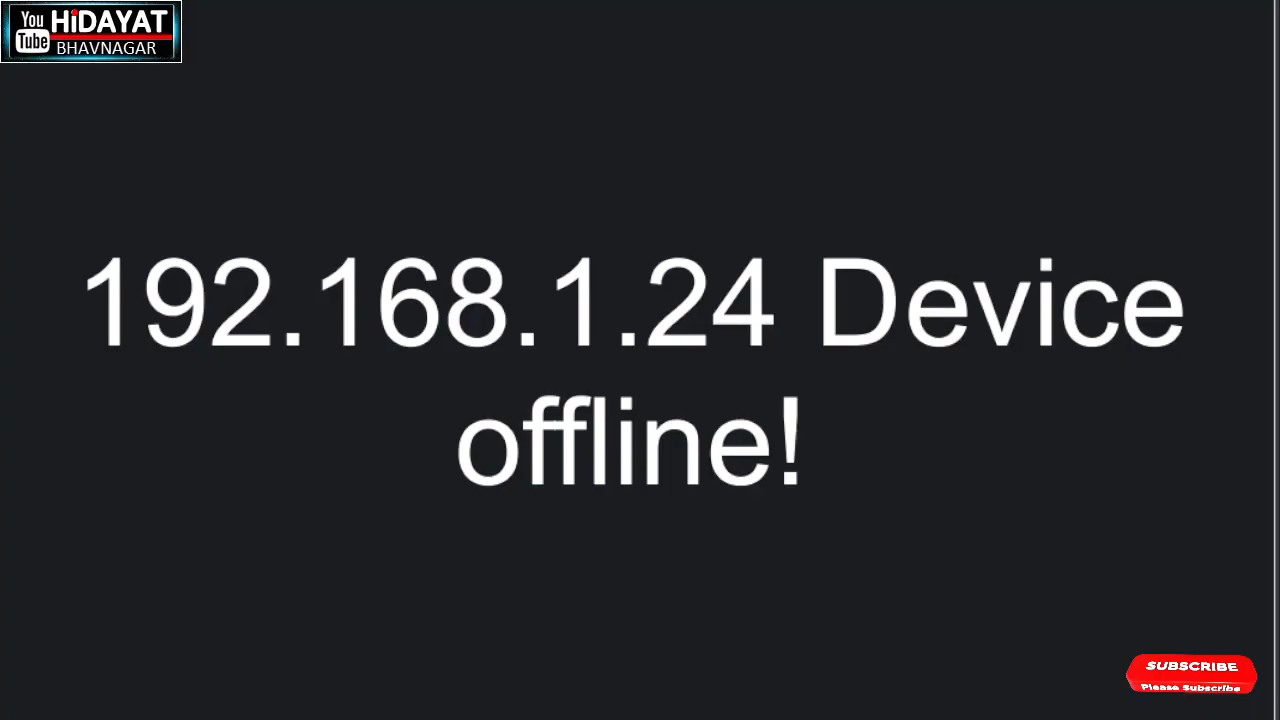 You
Tube
HiDAYAT
BHAVNAGAR
192.168.1.24 Device
offline!
SUBSCRIBE
Please Subscribe